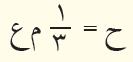 ح = ١/٣ م ع